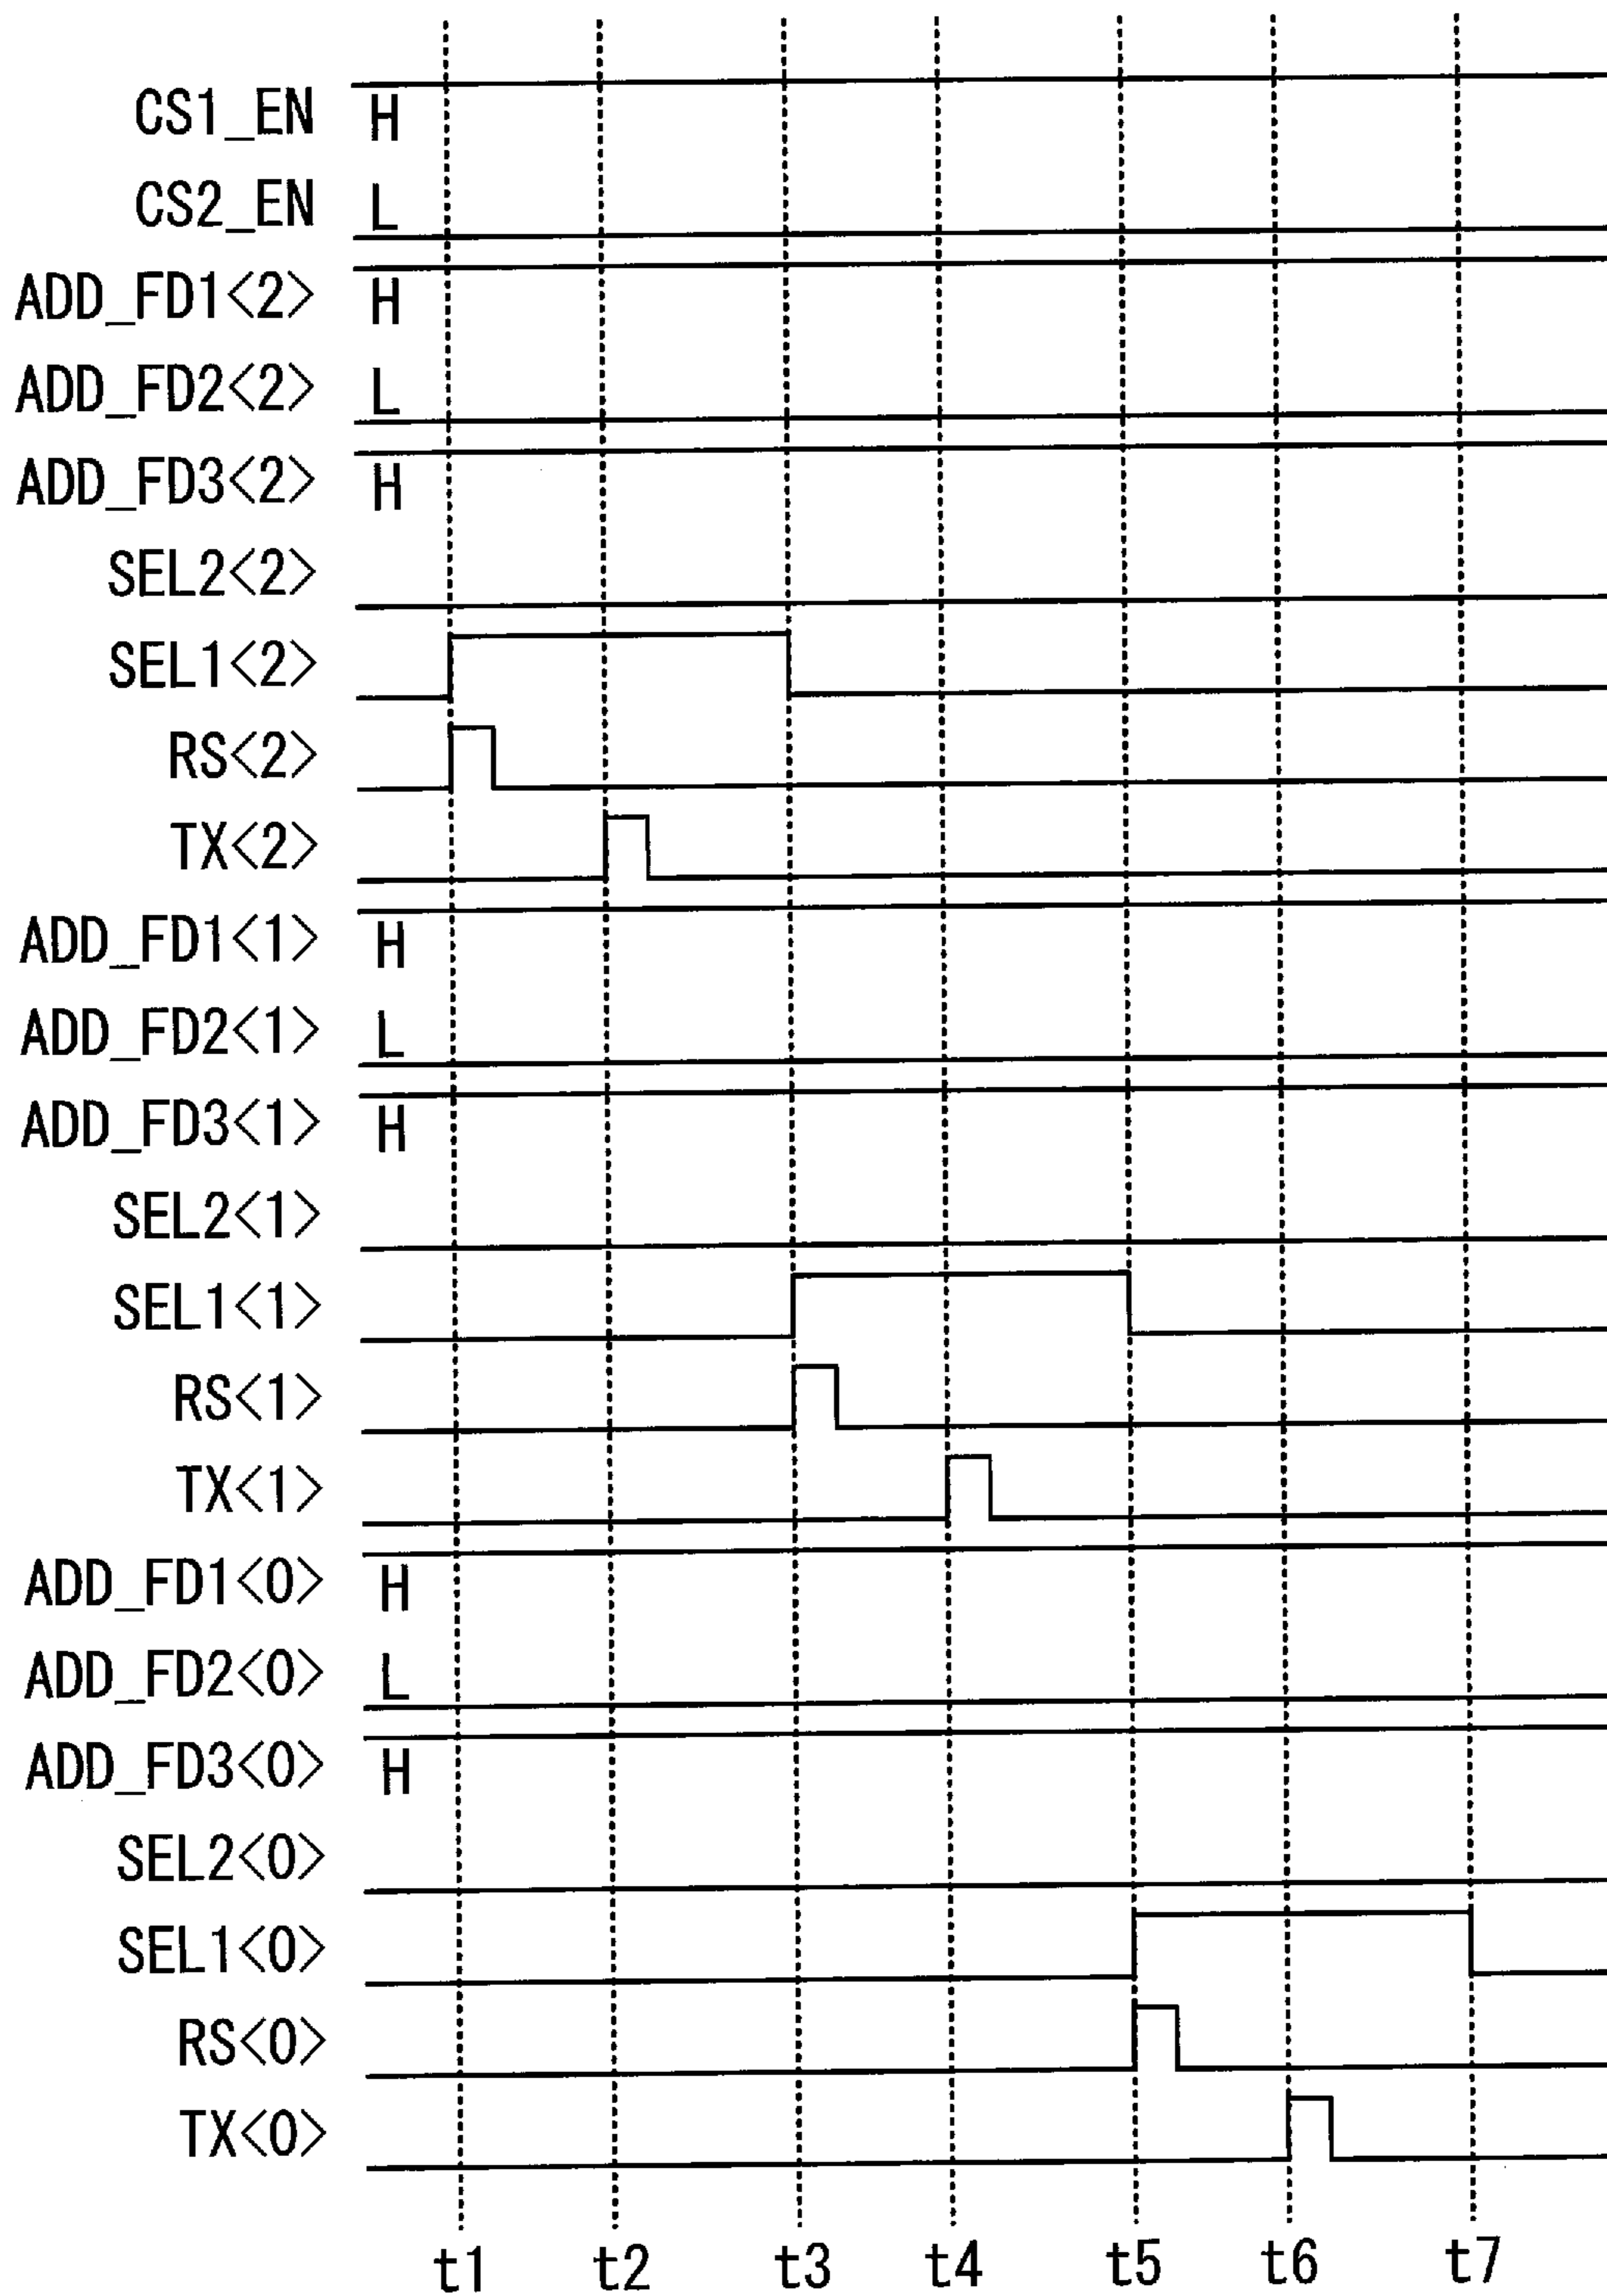 CS1_EN H
CS2_EN L
ADD_FD1<2> H
ADD_FD2<2> L
ADD_FD3<2> H
SEL2<2>
SEL1<2>
RS<2>
TX<2>
ADD_FD1<1> H
ADD_FD2<1> L
ADD_FD3<1> H
SEL2<1>
SEL1<1>
RS<1>
TX<1>
ADD_FD1<0> H
ADD_FD2<0> L
ADD_FD3<0> H
SEL2<0>
SEL1<0>
RS<0>
TX<0>
t1 t2 t3 t4 t5 t6 t7